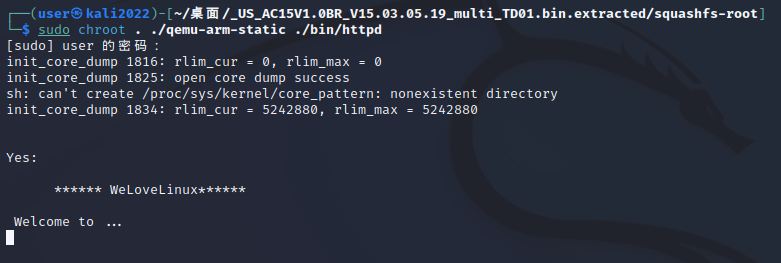 ┌──(user㉿kali2022)-[~/桌面/_US_AC15V1.0BR_V15.03.05.19_multi_TD01.bin.extracted/squashfs-root]
└─$ sudo chroot . ./qemu-arm-static ./bin/httpd
[sudo] user 的密码：
init_core_dump 1816: rlim_cur = 0, rlim_max = 0
init_core_dump 1825: open core dump success
sh: can't create /proc/sys/kernel/core_pattern: nonexistent directory
init_core_dump 1834: rlim_cur = 5242880, rlim_max = 5242880
Yes:
****** WeLoveLinux******
Welcome to ...